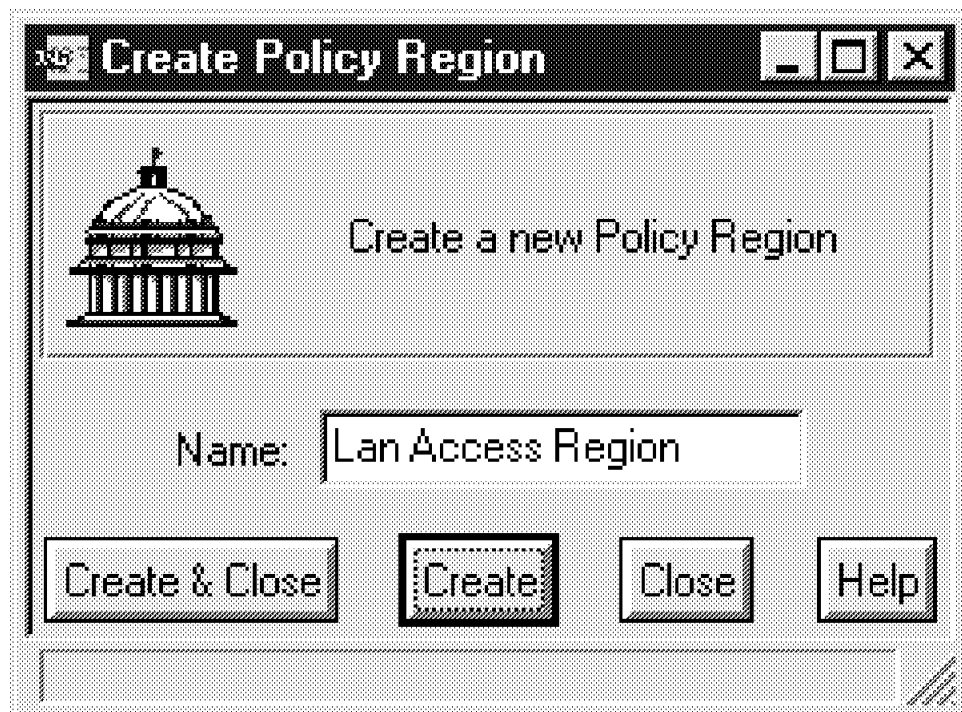 Create Policy Region
Create a new Policy Region
Name: Lan Access Region
Create & Close Create Close Help